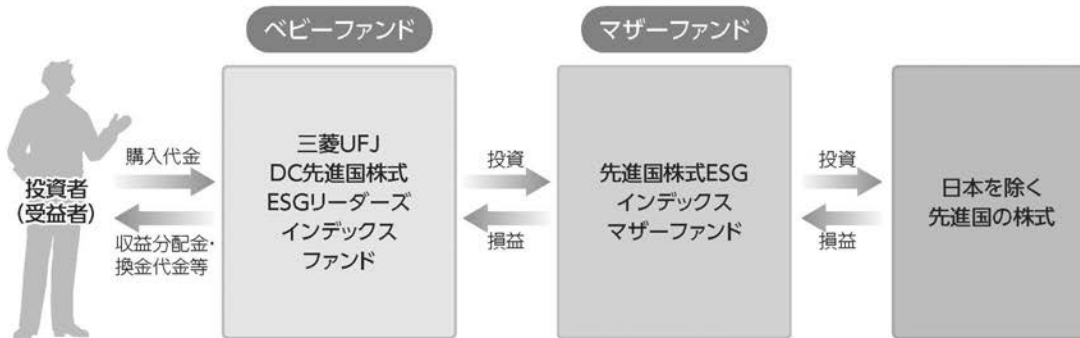 ベビーファンド
マザーファンド
投資者
(受益者)
購入代金
収益分配金・
換金代金等
三菱UFJ
DC先進国株式
ESGリーダーズ
インデックス
ファンド
投資
損益
先進国株式ESG
インデックス
マザーファンド
投資
損益
日本を除く
先進国の株式